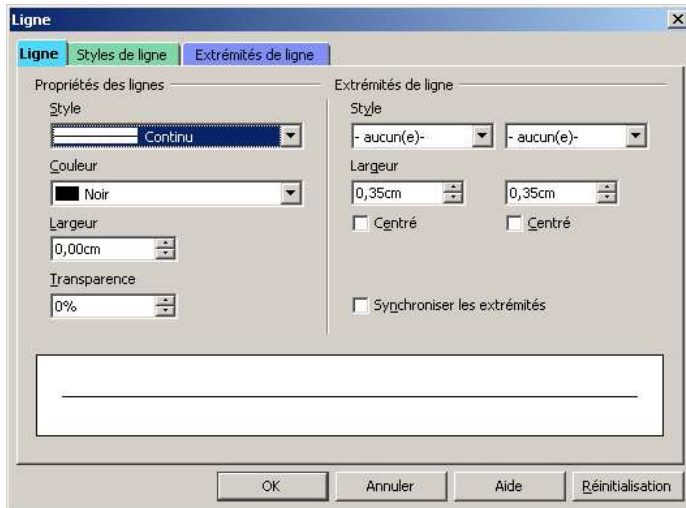 Ligne
Ligne Styles de ligne Extrémités de ligne
Propriétés des lignes
Style
Continu
Couleur
Noir
Largeur
0,00cm
Transparence
0%
Extrémités de ligne
Style
- aucun(e)- - aucun(e)-
Largeur
0,35cm 0,35cm
Centré Centré
Synchroniser les extrémités
OK Annuler Aide Réinitialisation